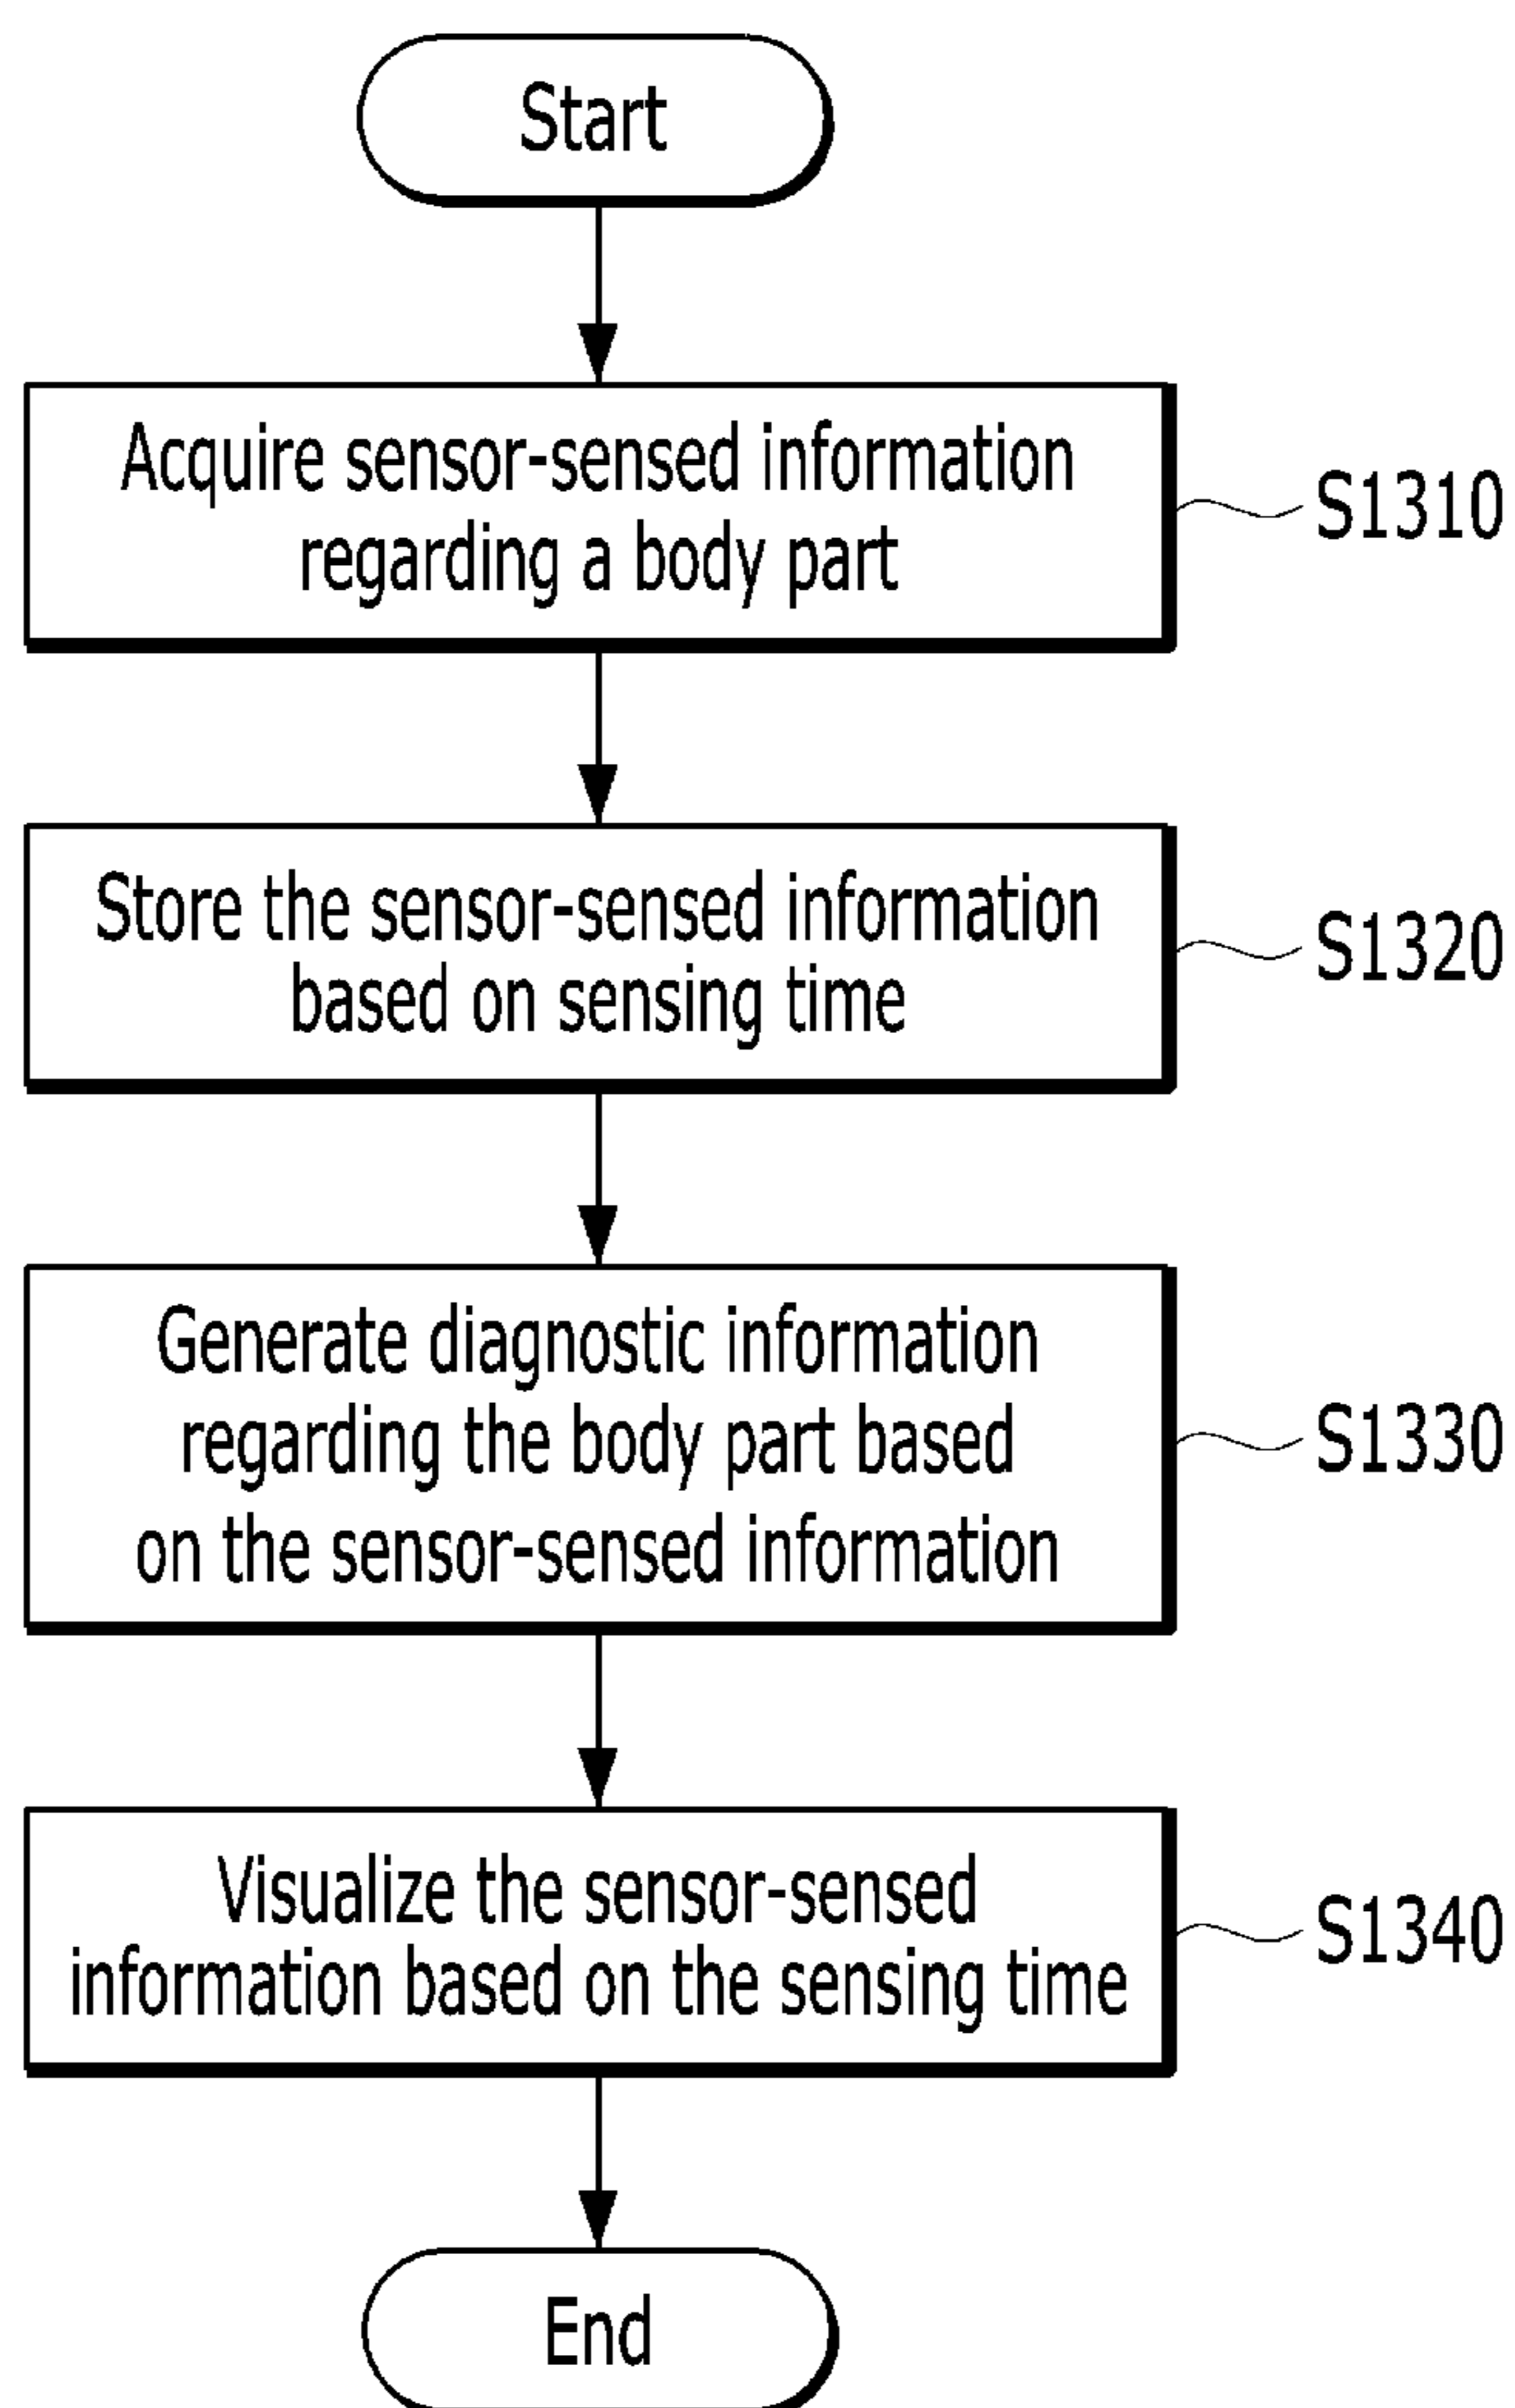 Start
Acquire sensor-sensed information
regarding a body part
S1310
Store the sensor-sensed information
based on sensing time
S1320
Generate diagnostic information
regarding the body part based
on the sensor-sensed information
S1330
Visualize the sensor-sensed
information based on the sensing time
S1340
End